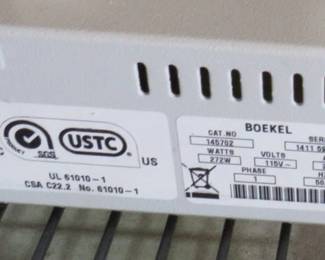 SGS
USTC
US
UL 61010-1
CSA C22.2 No. 61010-1
BOEKEL
CAT.NO
145702
WATTS
272W
VOLTS
115V
PHASE
1